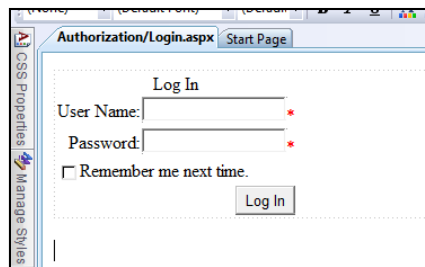 Authorization/Login.aspx Start Page
CSS Properties
Manage Styles
Log In
User Name: *
Password: *
Remember me next time.
Log In